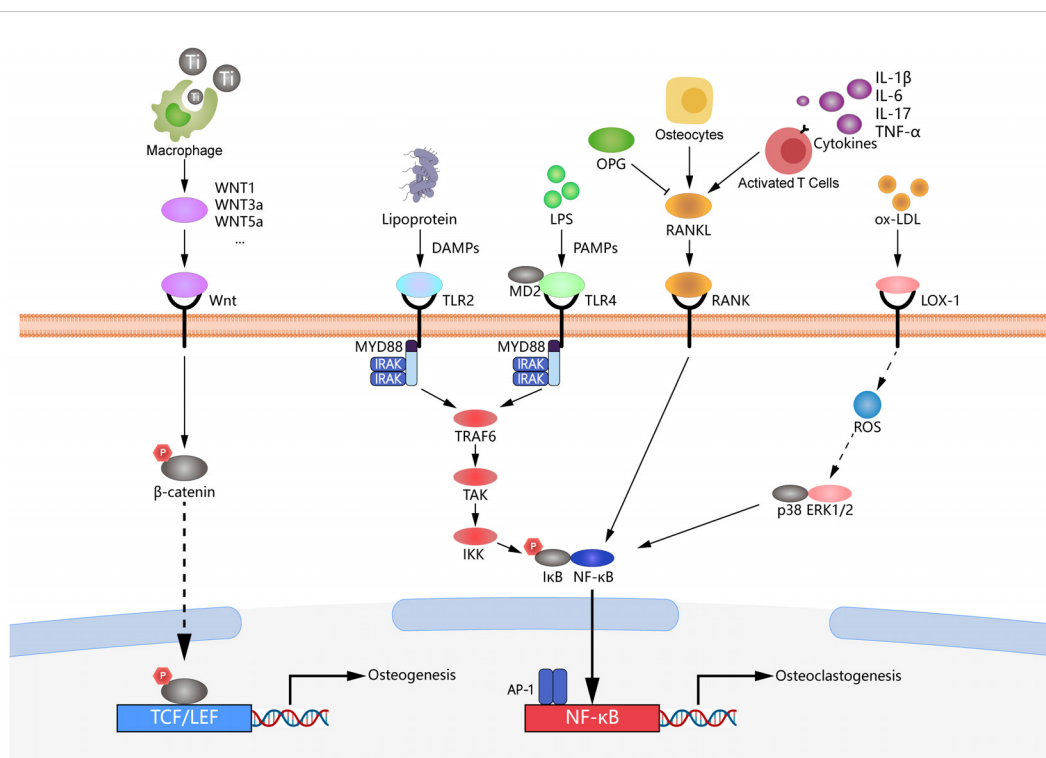 Ti
Ti
Ti
Macrophage
WNT1
WNT3a
WNT5a
...
Wnt
Lipoprotein
DAMPs
TLR2
LPS
PAMPs
MD2
TLR4
OPG
Osteocytes
RANKL
RANK
IL-1β
IL-6
IL-17
TNF-α
Cytokines
Activated T Cells
ox-LDL
LOX-1
MYD88
IRAK
IRAK
MYD88
IRAK
IRAK
TRAF6
TAK
IKK
ROS
p38 ERK1/2
P
β-catenin
P
IκB NF-κB
P
TCF/LEF
Osteogenesis
AP-1
NF-κB
Osteoclastogenesis